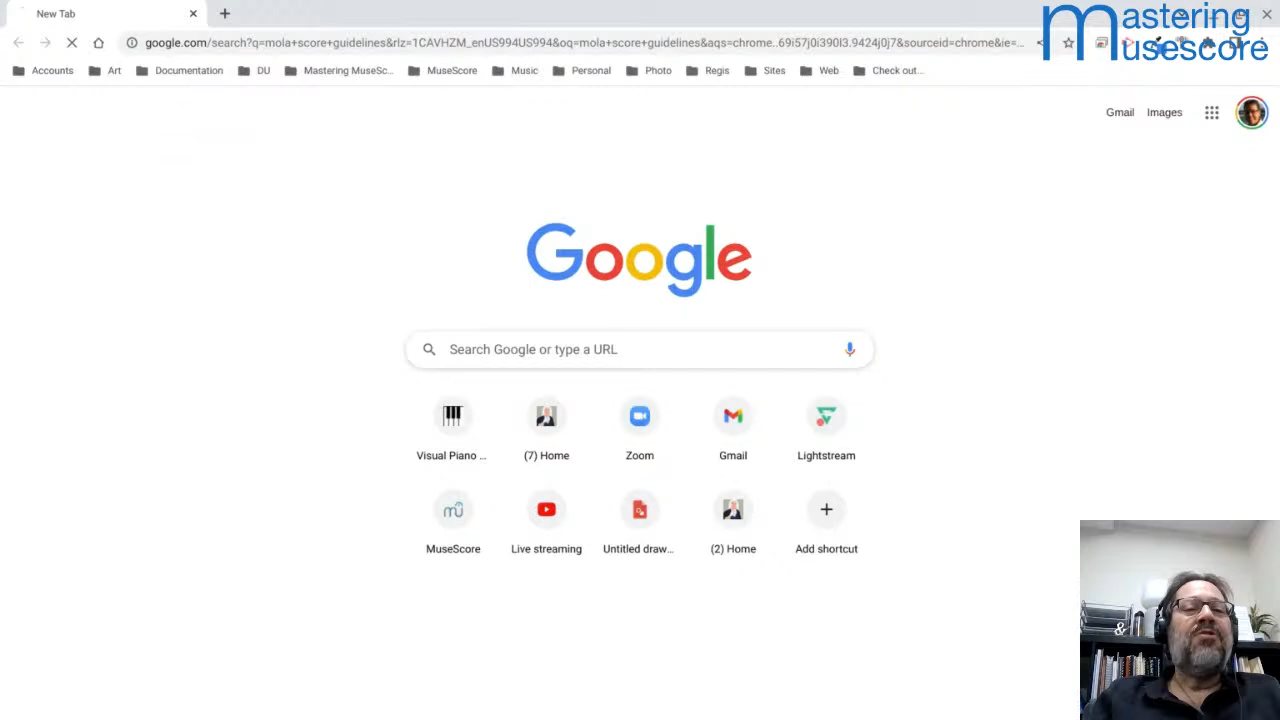 New Tab
google.com/search?q=mola+score+guidelines&rlz=1CAVHZM_enUS994US994&oq=mola+score+guidelines&aqs=chrome..69i57j0i390l3.9424j0j7&sourceid=chrome&ie=...
Mastering
Musescore
Accounts
Art
Documentation
DU
Mastering MuseSc...
MuseScore
Music
Personal
Photo
Regis
Sites
Web
Check out...
Gmail
Images
Google
Search Google or type a URL
Visual Piano ...
(7) Home
Zoom
Gmail
Lightstream
MuseScore
Live streaming
Untitled draw...
(2) Home
Add shortcut
&